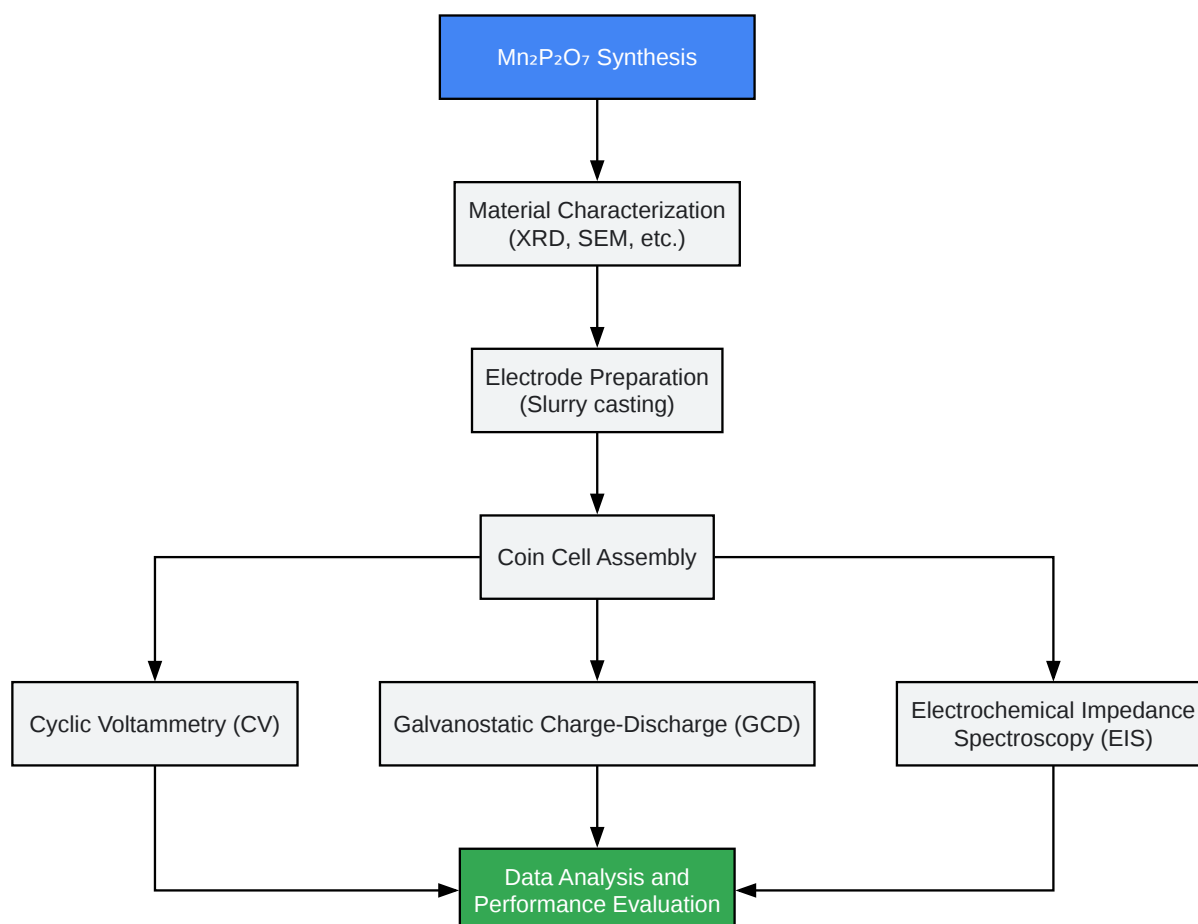 Mn₂P₂O₇ Synthesis
Material Characterization
(XRD, SEM, etc.)
Electrode Preparation
(Slurry casting)
Coin Cell Assembly
Cyclic Voltammetry (CV)
Galvanostatic Charge-Discharge (GCD)
Electrochemical Impedance
Spectroscopy (EIS)
Data Analysis and
Performance Evaluation